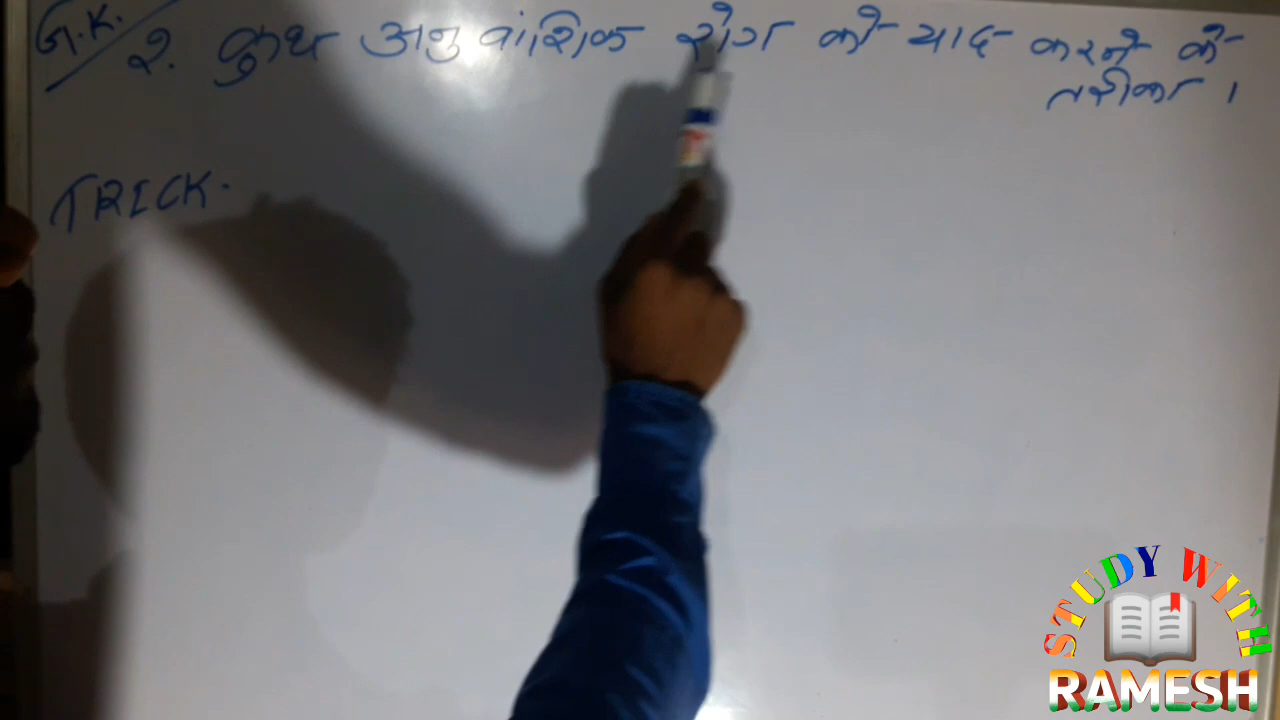 G.K.
२. कुछ अनुवांशिक रोग को याद करने के
तरीका ।
TRICK.
STUDY WITH
RAMESH